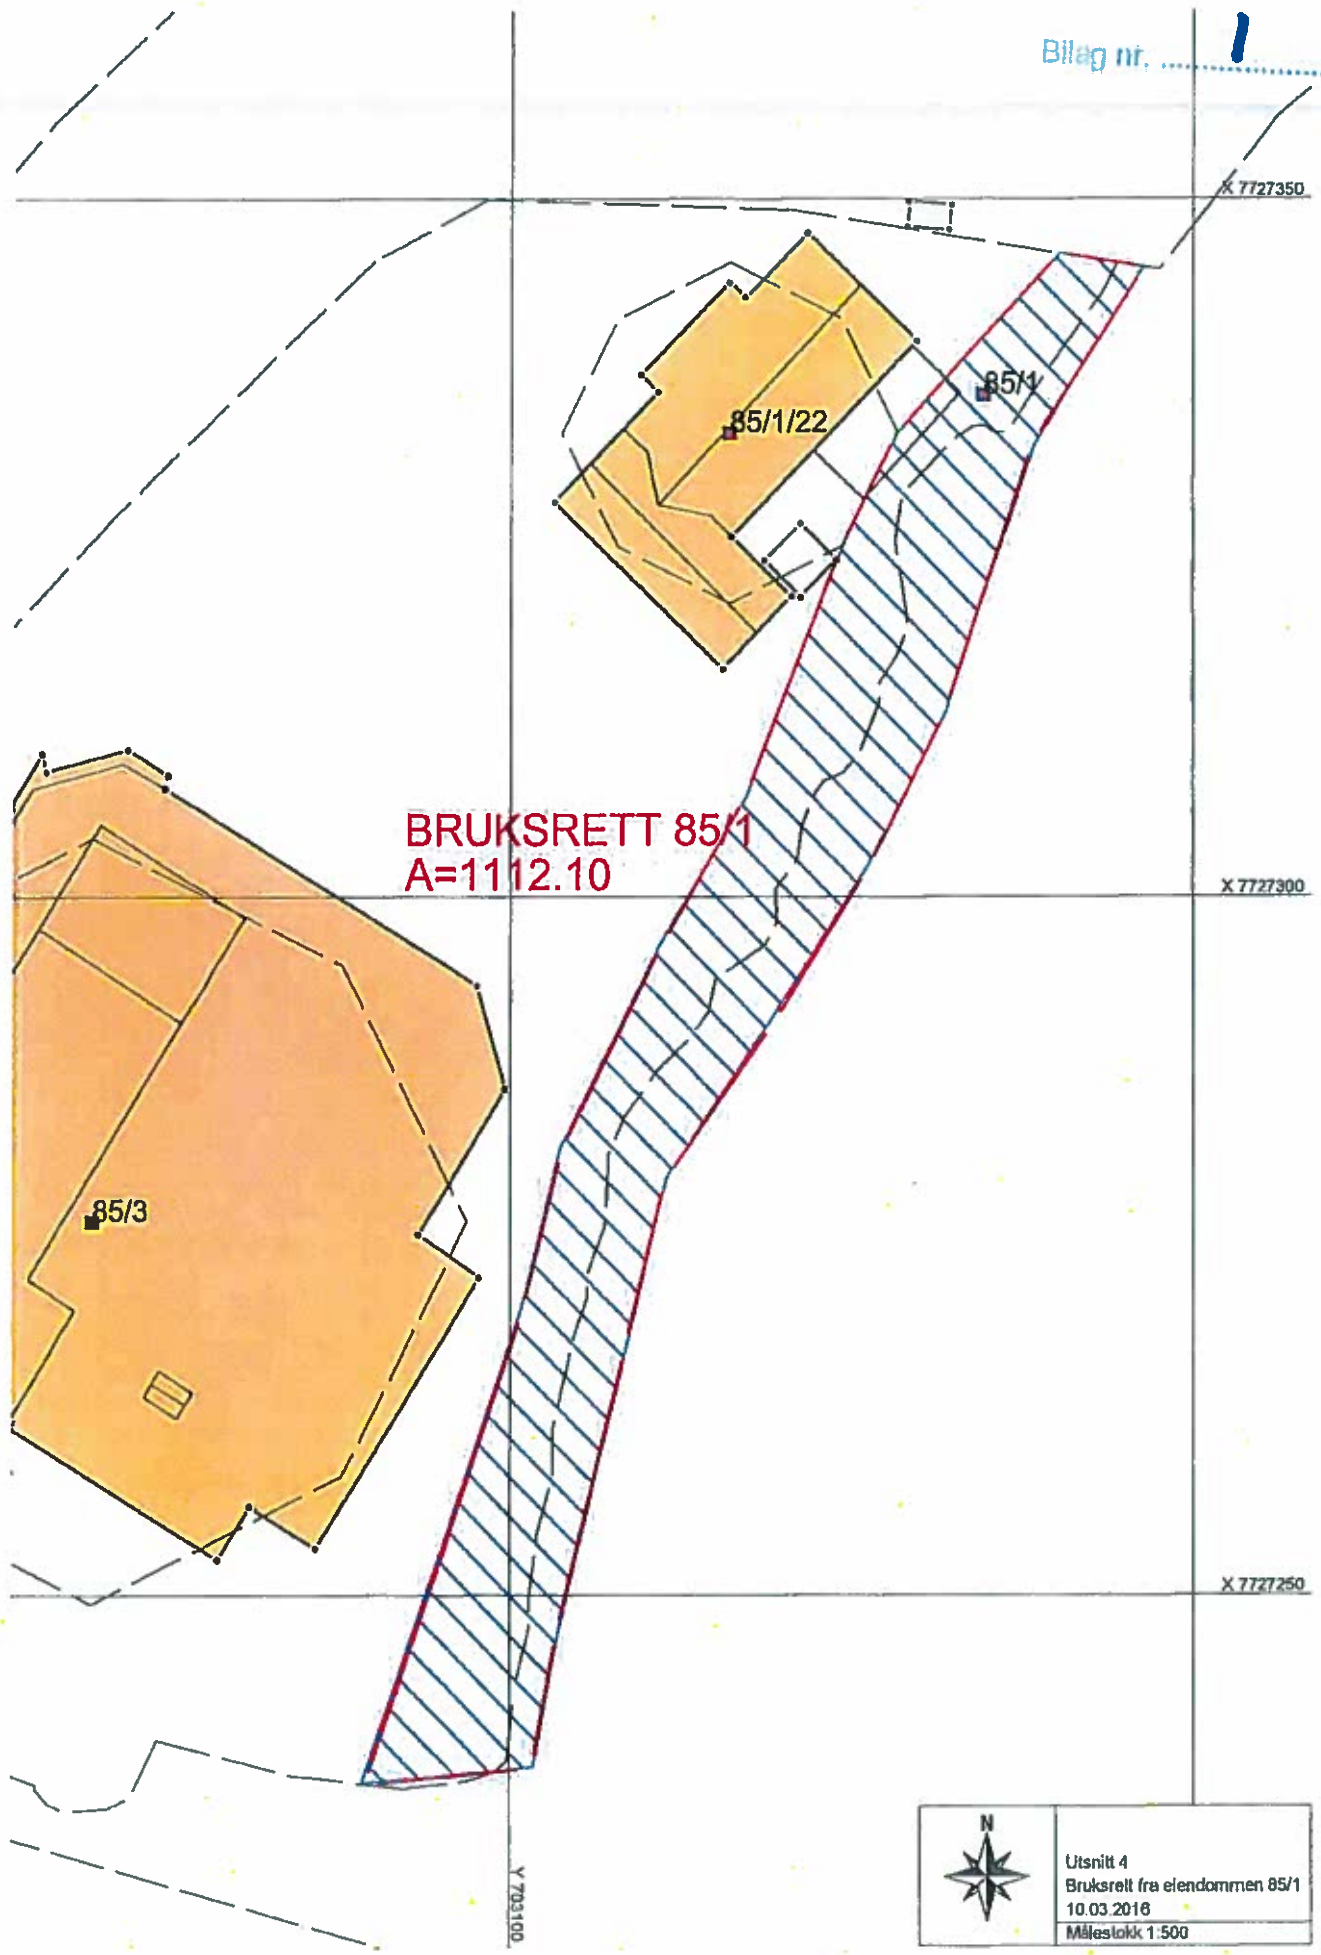 Bilag nr. 1
X 7727350
85/1
85/1/22
BRUKSRETT 85/1
A=1112.10
X 7727300
85/3
X 7727250
Y 703100
N
Utsnitt 4
Bruksrett fra eiendommen 85/1
10.03.2016
Målestokk 1:500